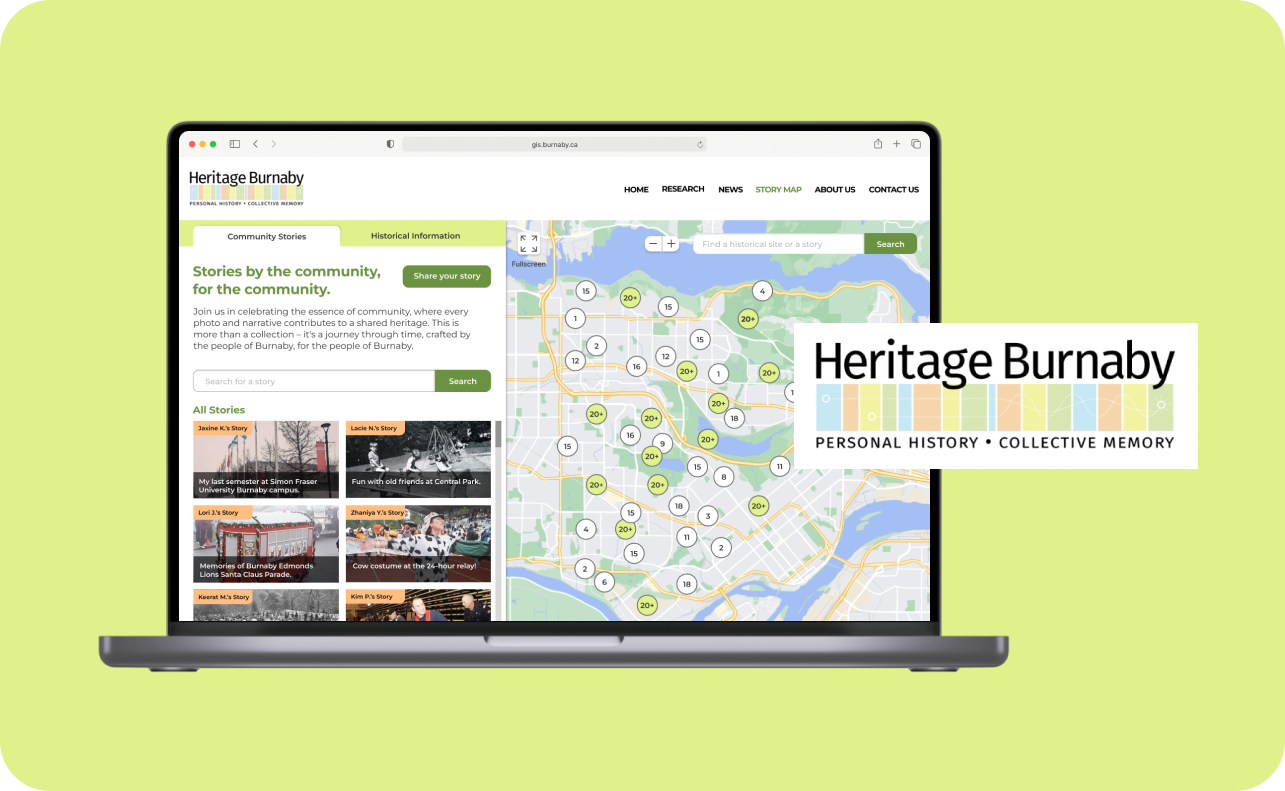 gis.burnaby.ca
Heritage Burnaby
PERSONAL HISTORY • COLLECTIVE MEMORY
HOME
RESEARCH
NEWS
STORY MAP
ABOUT US
CONTACT US
Community Stories
Historical Information
Stories by the community,
for the community.
Share your story
Join us in celebrating the essence of community, where every
photo and narrative contributes to a shared heritage. This is
more than a collection – it's a journey through time, crafted by
the people of Burnaby, for the people of Burnaby.
Search for a story
Search
All Stories
Jaxine K.'s Story
My last semester at Simon Fraser
University Burnaby campus.
Lacie N.'s Story
Fun with old friends at Central Park.
Lori J.'s Story
Memories of Burnaby Edmonds
Lions Santa Claus Parade.
Zhaniya Y.'s Story
Cow costume at the 24-hour relay!
Keerat M.'s Story
Kim P.'s Story
Fullscreen
Find a historical site or a story
Search
15
20+
15
4
1
20+
2
15
12
12
16
20+
1
20+
20+
20+
20+
18
16
9
20+
15
20+
15
11
8
20+
20+
18
20+
15
3
4
20+
11
15
2
2
6
18
20+
Heritage Burnaby
PERSONAL HISTORY • COLLECTIVE MEMORY